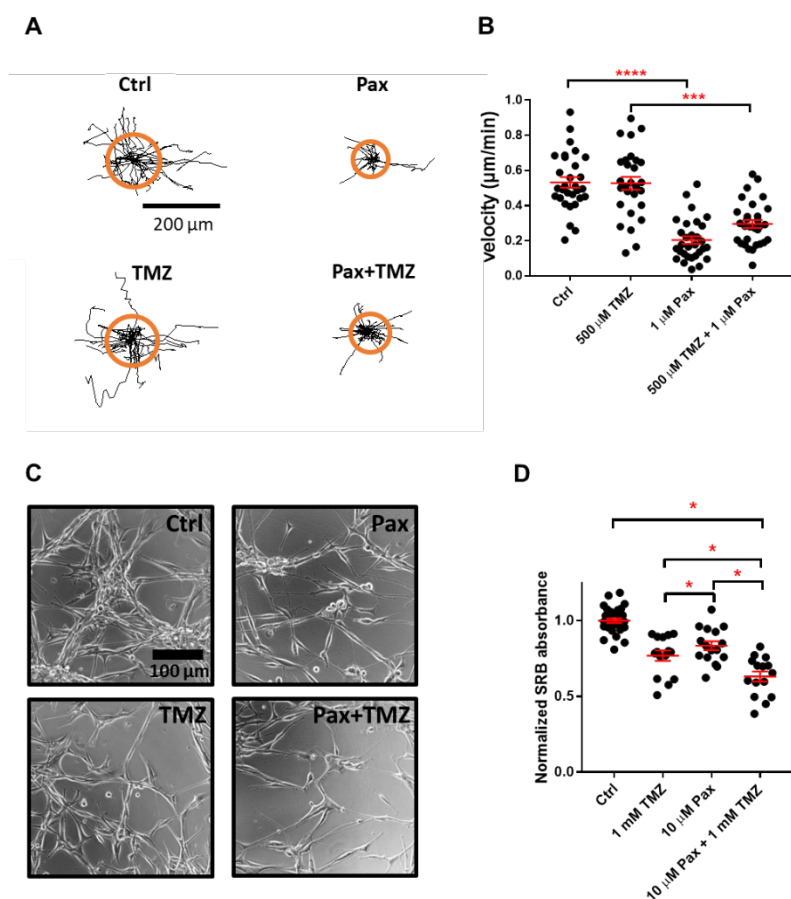 A
Ctrl
Pax
200 µm
TMZ
Pax+TMZ
B
****
***
velocity (µm/min)
1.0
0.8
0.6
0.4
0.2
0.0
Ctrl
500 µM TMZ
1 µM Pax
500 µM TMZ + 1 µM Pax
C
Ctrl
100 µm
Pax
TMZ
Pax+TMZ
D
*
*
*
*
Normalized SRB absorbance
1.0
0.5
0.0
Ctrl
1 mM TMZ
10 µM Pax
10 µM Pax + 1 mM TMZ